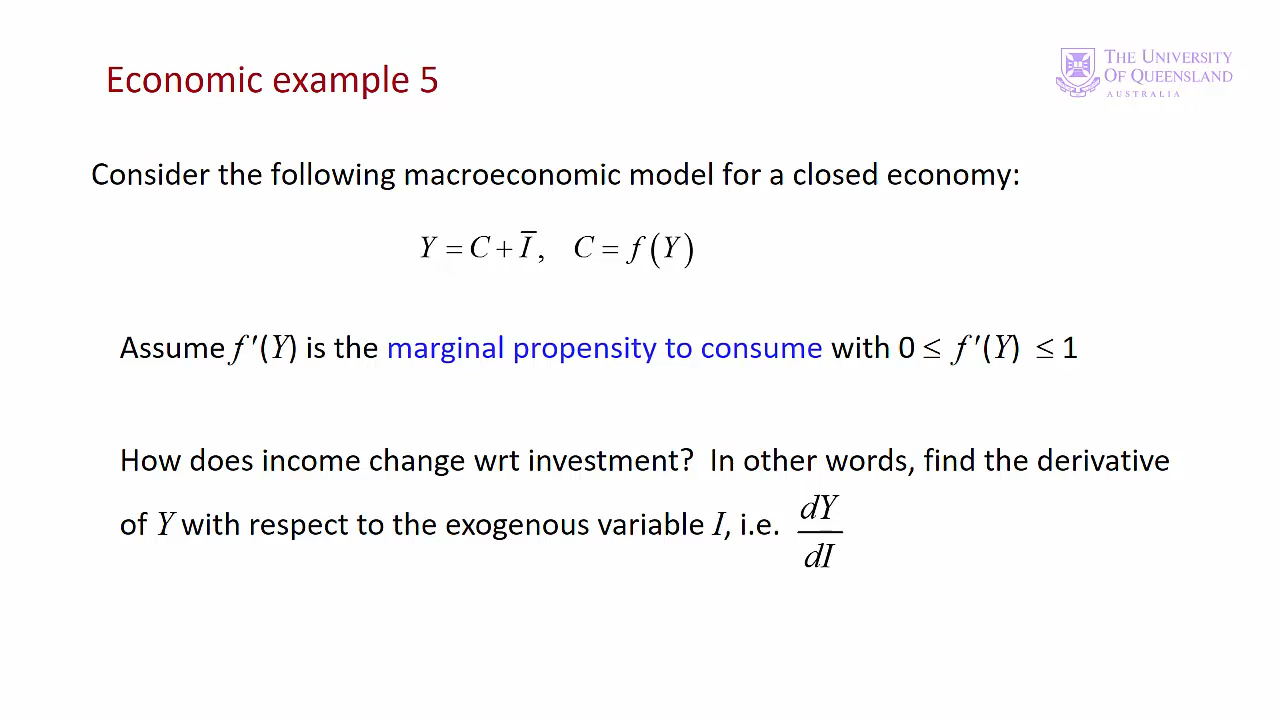 Economic example 5
THE UNIVERSITY
OF QUEENSLAND
AUSTRALIA
Consider the following macroeconomic model for a closed economy:
Y = C + I̅,   C = f(Y)
Assume f′(Y) is the marginal propensity to consume with 0 ≤ f′(Y) ≤ 1
How does income change wrt investment?  In other words, find the derivative
of Y with respect to the exogenous variable I, i.e. dY/dI